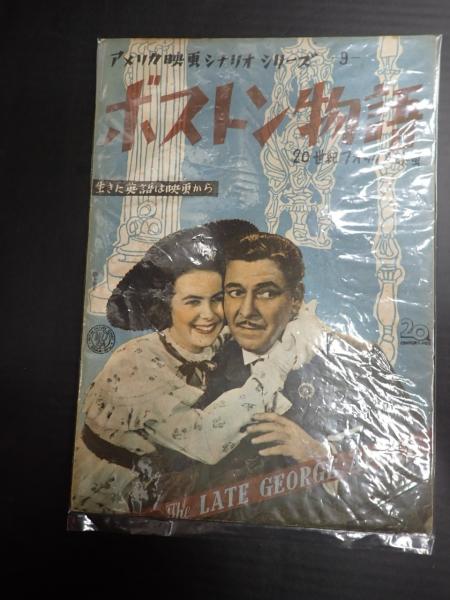 アメリカ映画シナリオシリーズ -9-
ボストン物語
20世紀フォックス映画
生きた英語は映画から
20
CENTURY-FOX
The LATE GEORGE